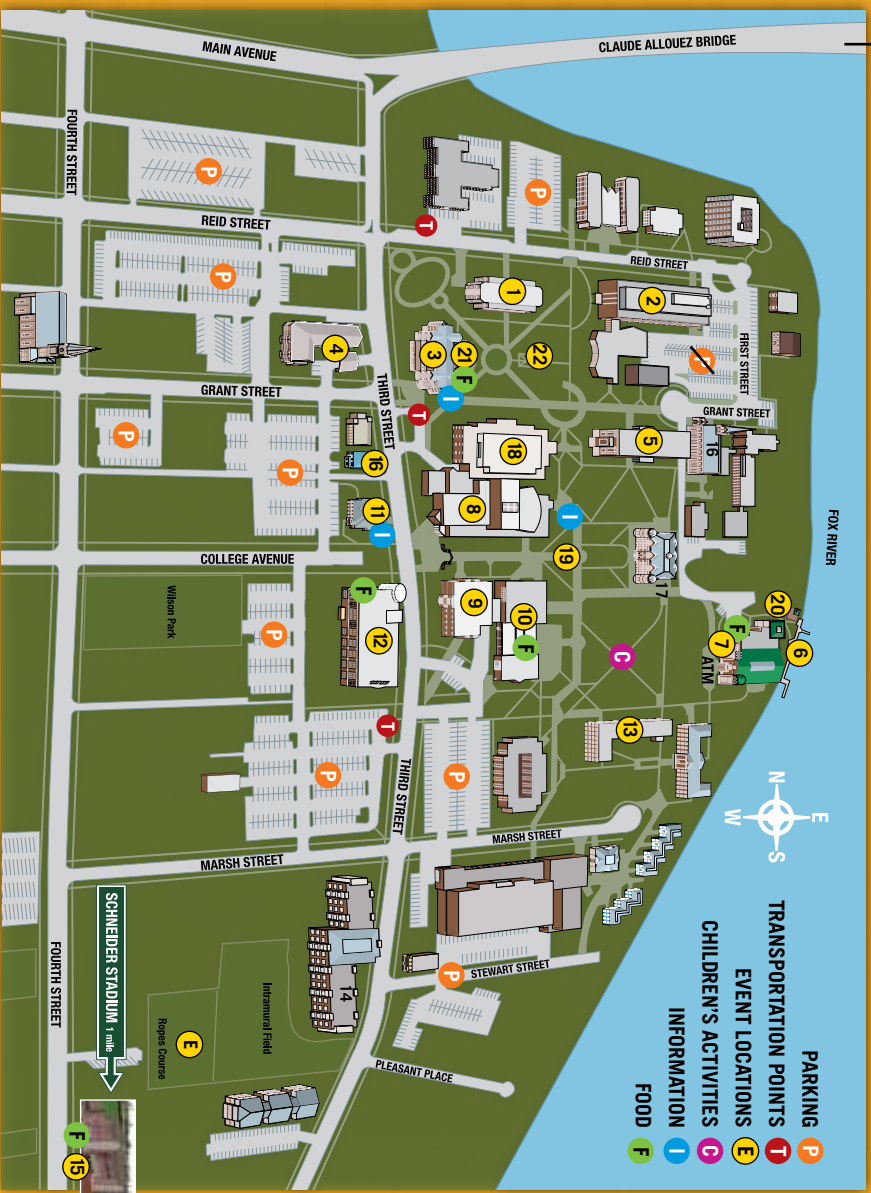 MAIN AVENUE
CLAUDE ALLOUEZ BRIDGE
FOURTH STREET
P
P
REID STREET
T
REID STREET
P
1
2
FIRST STREET
4
3
21
22
P
F
I
GRANT STREET
THIRD STREET
T
GRANT STREET
P
P
16
18
5
16
11
I
8
I
FOX RIVER
COLLEGE AVENUE
19
17
Wilson Park
F
12
9
10
F
20
F
6
7
ATM
P
C
T
13
P
P
THIRD STREET
N
E
W
S
MARSH STREET
MARSH STREET
SCHNEIDER STADIUM 1 mile
FOURTH STREET
14
P
STEWART STREET
Intramural Field
Ropes Course
E
PLEASANT PLACE
F
15
PARKING P
TRANSPORTATION POINTS T
EVENT LOCATIONS E
CHILDREN'S ACTIVITIES C
INFORMATION I
FOOD F